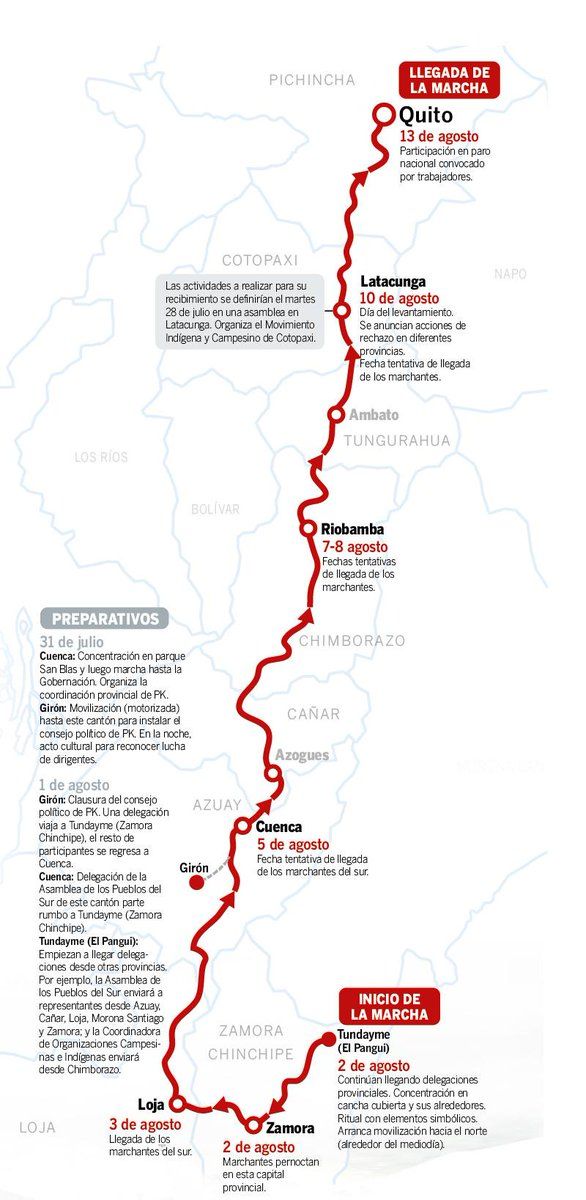 PICHINCHA
LLEGADA DE
LA MARCHA
Quito
13 de agosto
Participación en paro
nacional convocado
por trabajadores.
COTOPAXI
NAPO
Las actividades a realizar para su
recibimiento se definirían el martes
28 de julio en una asamblea en
Latacunga. Organiza el Movimiento
Indígena y Campesino de Cotopaxi.
Latacunga
10 de agosto
Día del levantamiento.
Se anuncian acciones de
rechazo en diferentes
provincias.
Fecha tentativa de llegada
de los marchantes.
Ambato
TUNGURAHUA
LOS RÍOS
BOLÍVAR
Riobamba
7-8 agosto
Fechas tentativas
de llegada de los
marchantes.
CHIMBORAZO
PREPARATIVOS
31 de julio
Cuenca: Concentración en parque
San Blas y luego marcha hasta la
Gobernación. Organiza la
coordinación provincial de PK.
Girón: Movilización (motorizada)
hasta este cantón para instalar el
consejo político de PK. En la noche,
acto cultural para reconocer lucha
de dirigentes.
1 de agosto
Girón: Clausura del consejo
político de PK. Una delegación
viaja a Tundayme (Zamora
Chinchipe), el resto de
participantes se regresa a
Cuenca.
Cuenca: Delegación de la
Asamblea de los Pueblos del
Sur de este cantón parte
rumbo a Tundayme (Zamora
Chinchipe).
Tundayme (El Pangui):
Empiezan a llegar delega-
ciones desde otras provincias.
Por ejemplo, la Asamblea de
los Pueblos del Sur enviará a
representantes desde Azuay,
Cañar, Loja, Morona Santiago
y Zamora; y la Coordinadora
de Organizaciones Campesi-
nas e Indígenas enviará
desde Chimborazo.
CAÑAR
Azogues
AZUAY
Cuenca
5 de agosto
Fecha tentativa de llegada
de los marchantes del sur.
Girón
INICIO DE
LA MARCHA
Tundayme
(El Pangui)
2 de agosto
Continúan llegando delegaciones
provinciales. Concentración en
cancha cubierta y sus alrededores.
Ritual con elementos simbólicos.
Arranca movilización hacia el norte
(alrededor del mediodía).
ZAMORA
CHINCHIPE
LOJA
Loja
3 de agosto
Llegada de los
marchantes del sur.
Zamora
2 de agosto
Marchantes pernoctan
en esta capital
provincial.